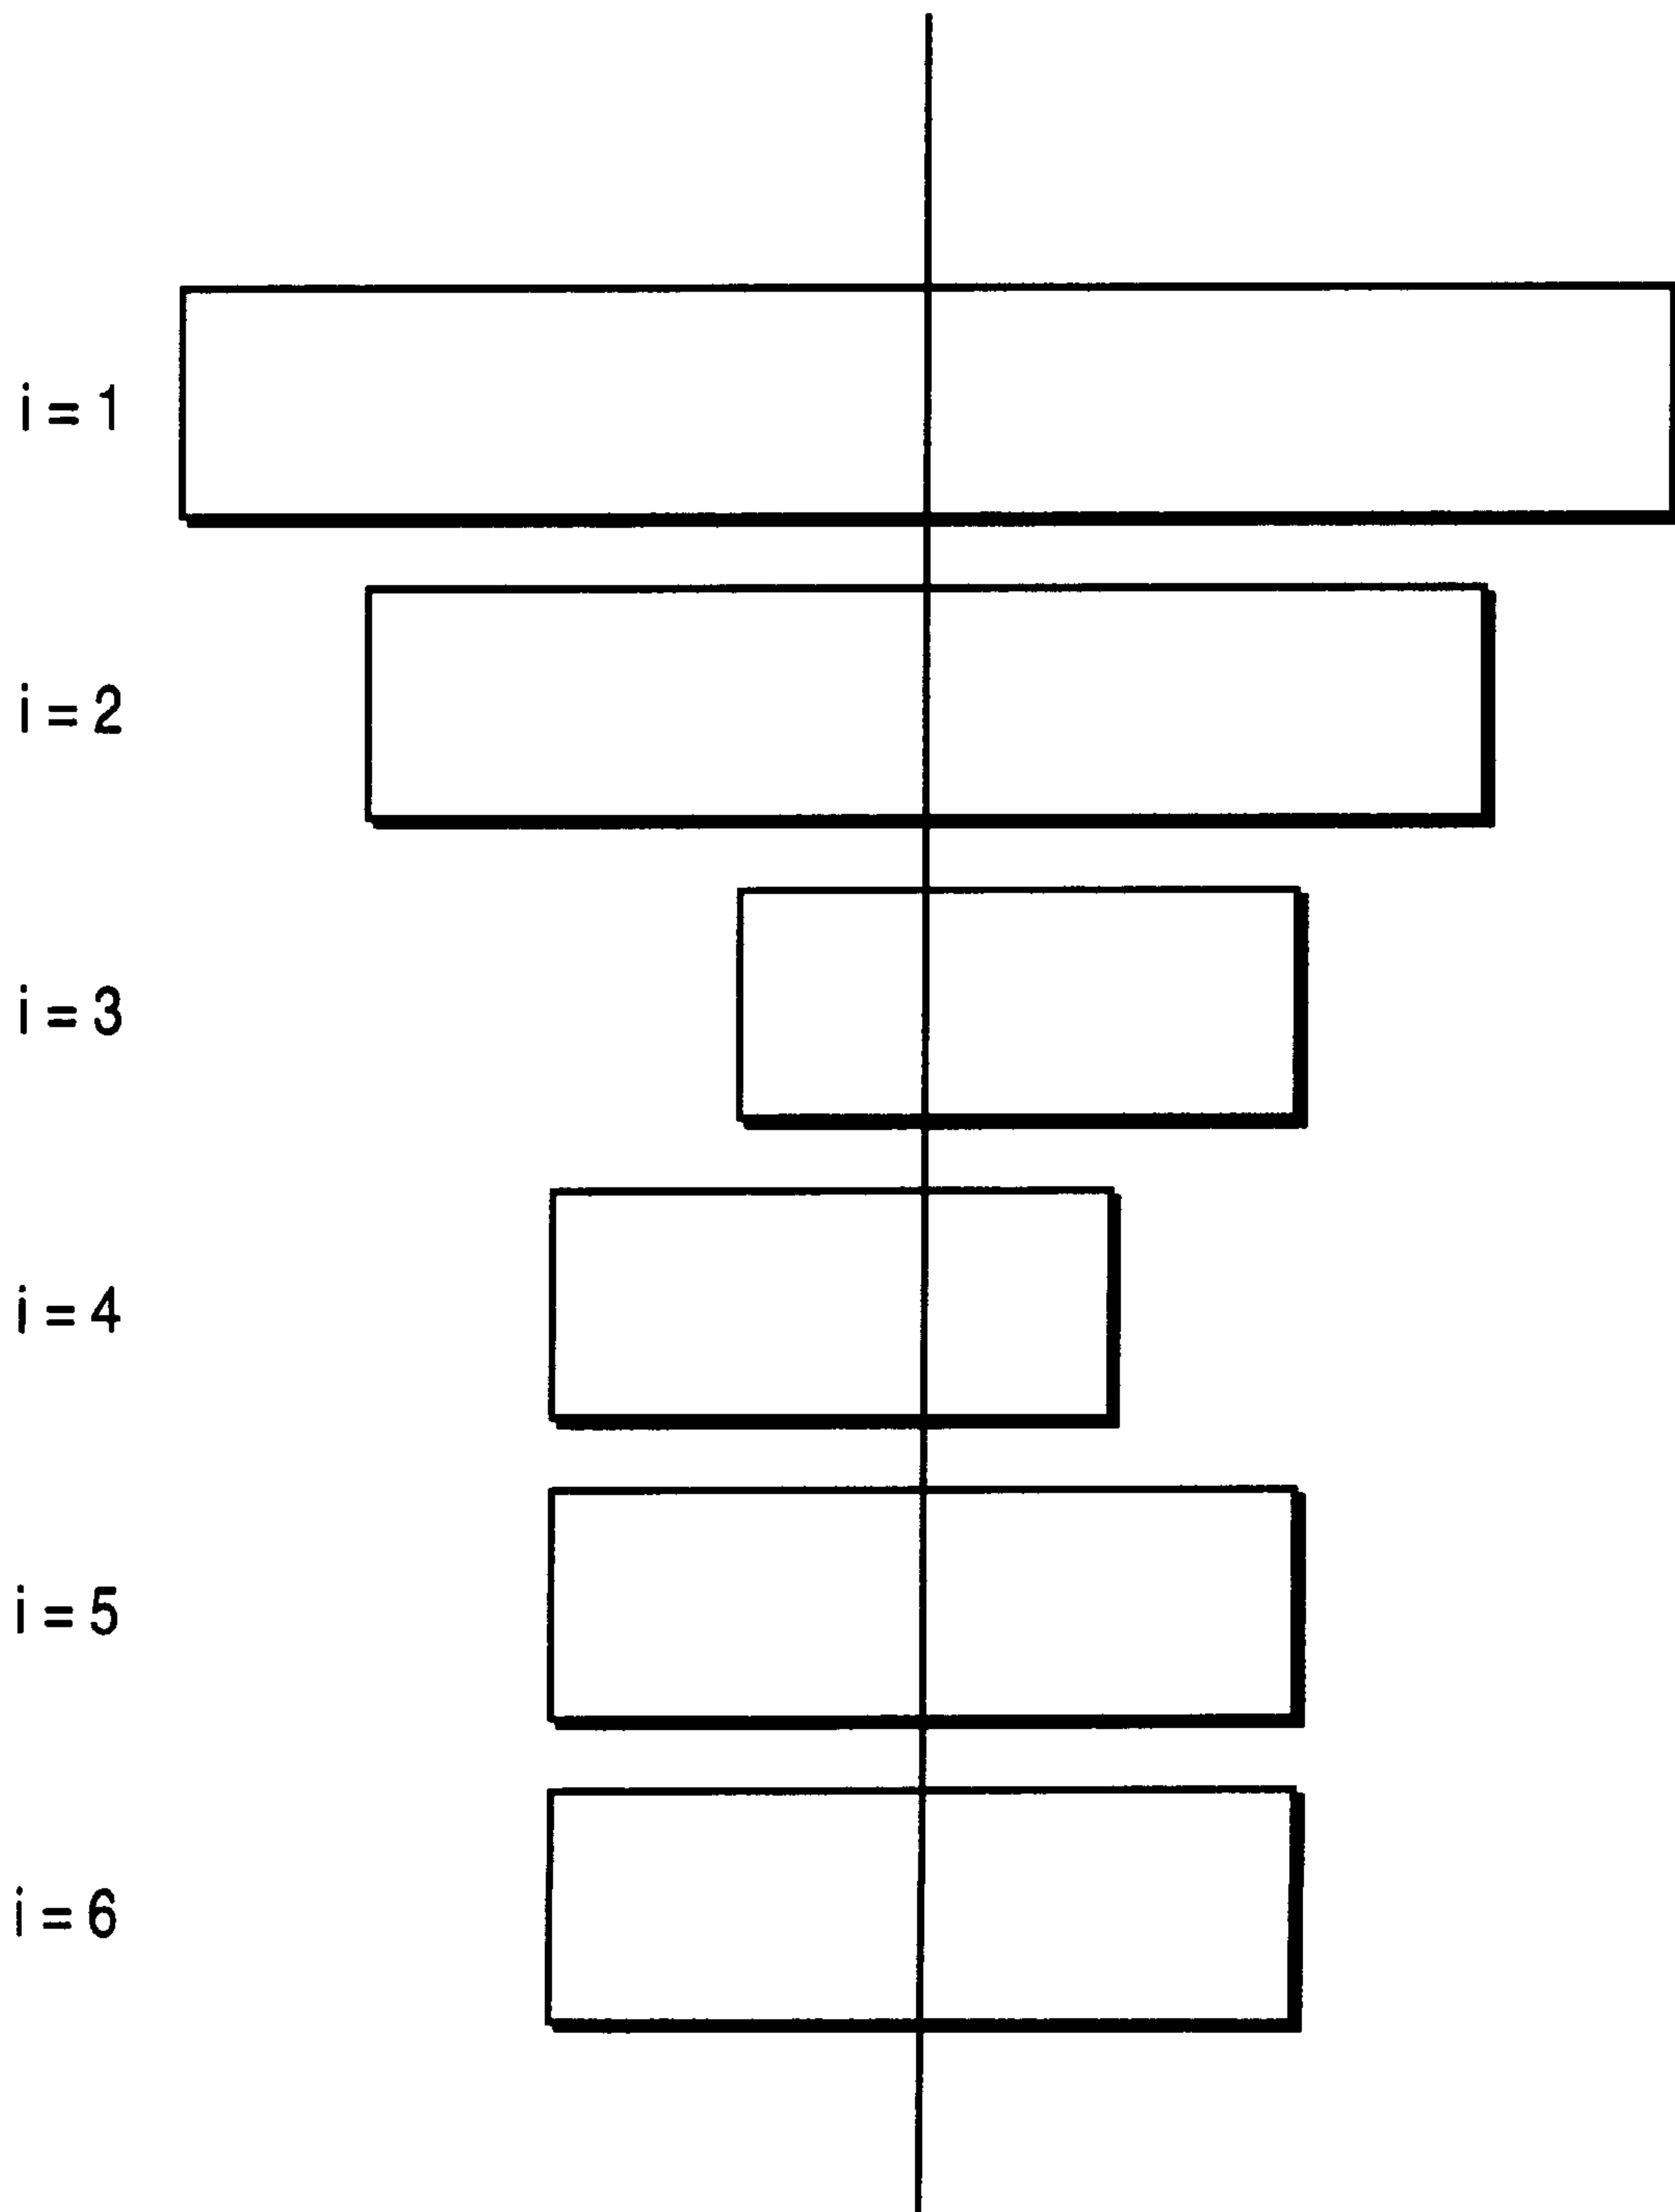 i = 1
i = 2
i = 3
i = 4
i = 5
i = 6